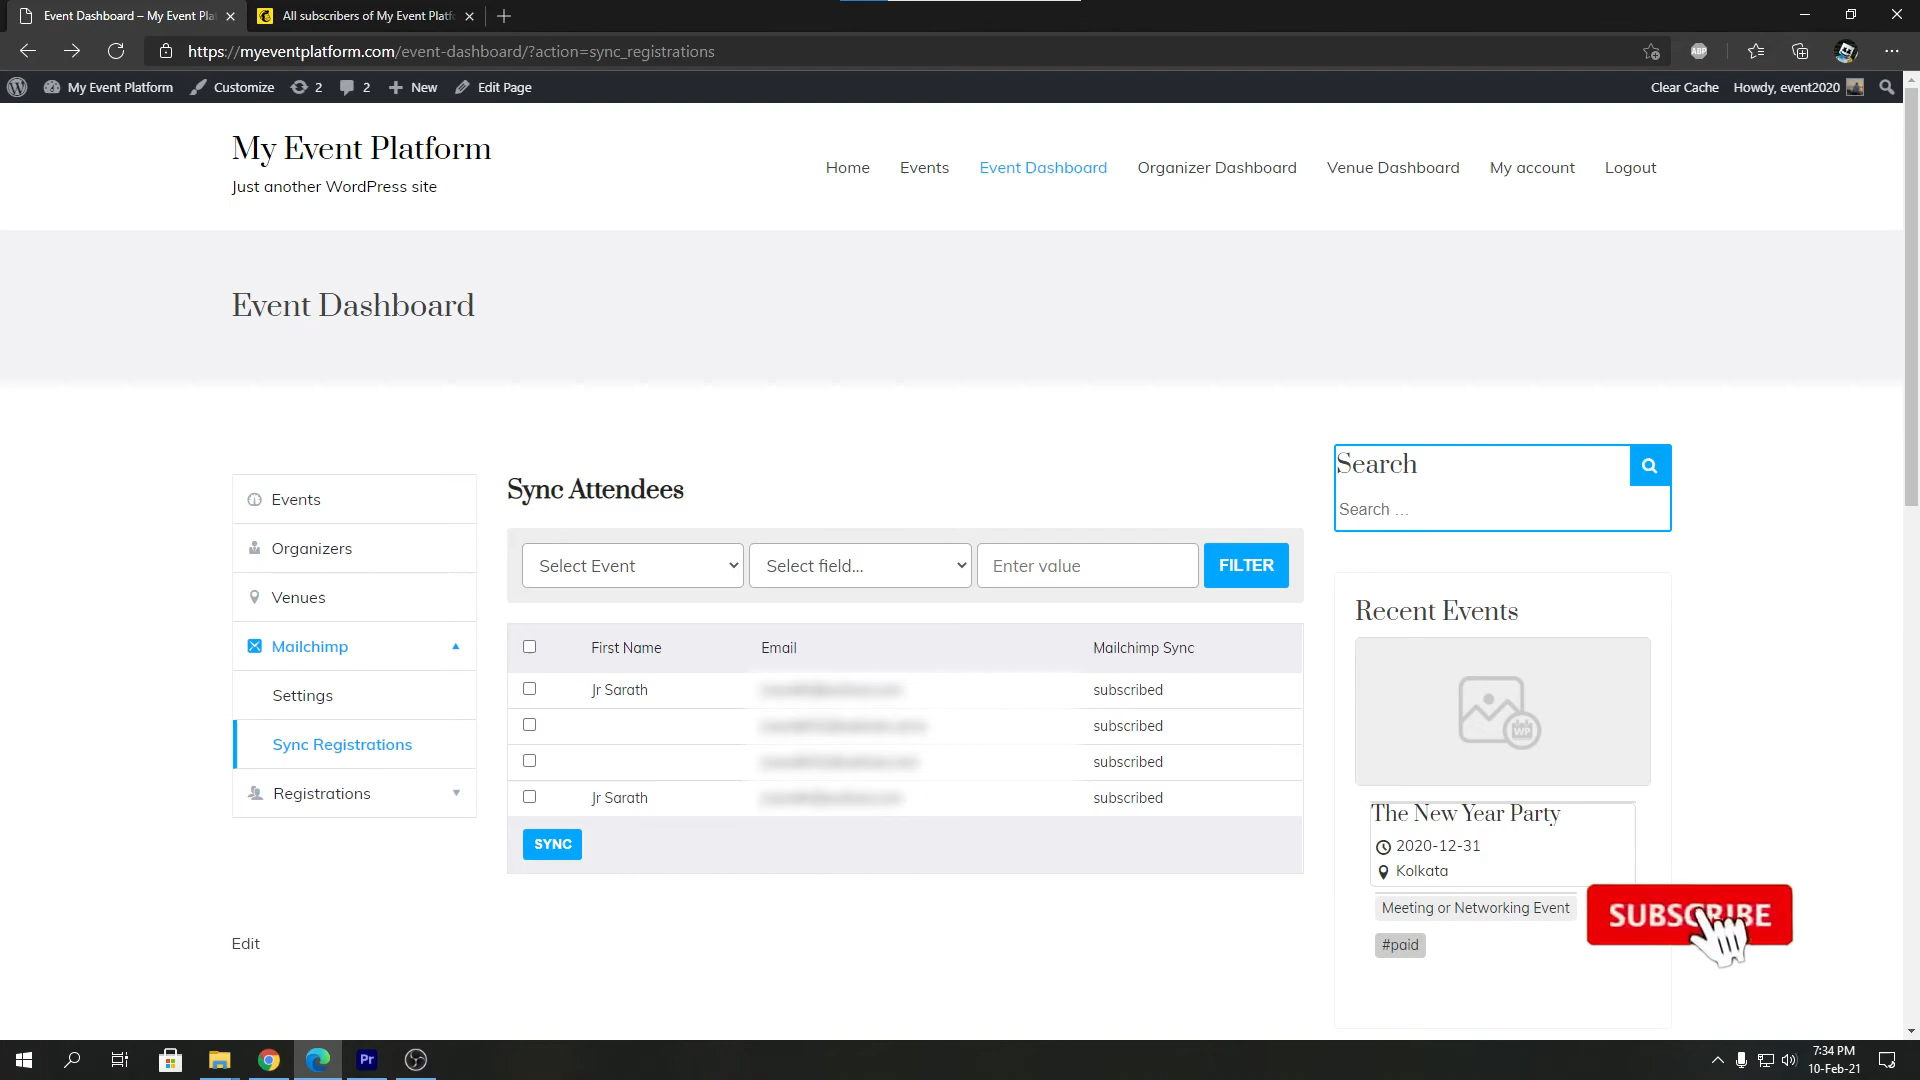 Event Dashboard – My Event Pla
All subscribers of My Event Platf
https://myeventplatform.com/event-dashboard/?action=sync_registrations
ABP
My Event Platform
Customize
2
2
New
Edit Page
Clear Cache
Howdy, event2020
My Event Platform
Just another WordPress site
Home
Events
Event Dashboard
Organizer Dashboard
Venue Dashboard
My account
Logout
Event Dashboard
Events
Organizers
Venues
Mailchimp
Settings
Sync Registrations
Registrations
Edit
Sync Attendees
Select Event
Select field...
Enter value
FILTER
First Name Email Mailchimp Sync
Jr Sarath subscribed
subscribed
subscribed
Jr Sarath subscribed
SYNC
Search
Search …
Recent Events
WP
The New Year Party
2020-12-31
Kolkata
Meeting or Networking Event
#paid
SUBSCRIBE
Pr
7:34 PM
10-Feb-21